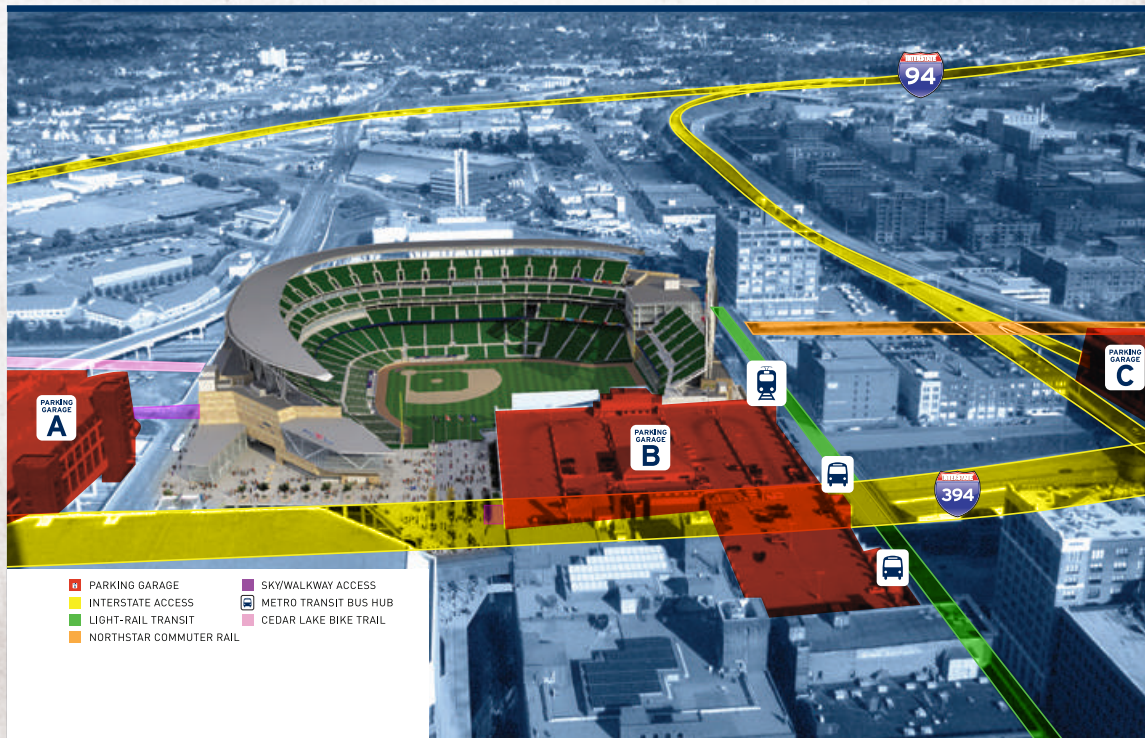 INTERSTATE
94
PARKING
GARAGE
A
PARKING
GARAGE
B
PARKING
GARAGE
C
INTERSTATE
394
PARKING GARAGE
INTERSTATE ACCESS
LIGHT-RAIL TRANSIT
NORTHSTAR COMMUTER RAIL
SKY/WALKWAY ACCESS
METRO TRANSIT BUS HUB
CEDAR LAKE BIKE TRAIL